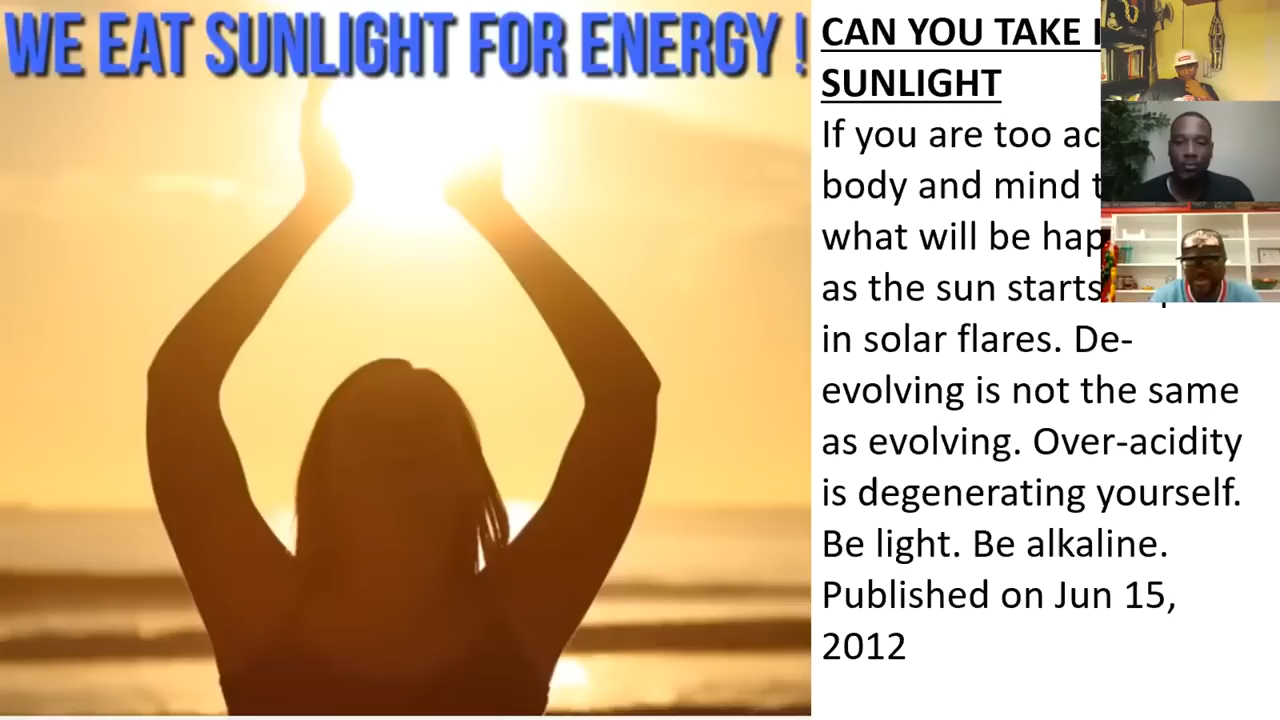 WE EAT SUNLIGHT FOR ENERGY !
CAN YOU TAKE
SUNLIGHT
If you are too
body and mind
what will be
as the sun starts
in solar flares. De-
evolving is not the same
as evolving. Over-acidity
is degenerating yourself.
Be light. Be alkaline.
Published on Jun 15,
2012